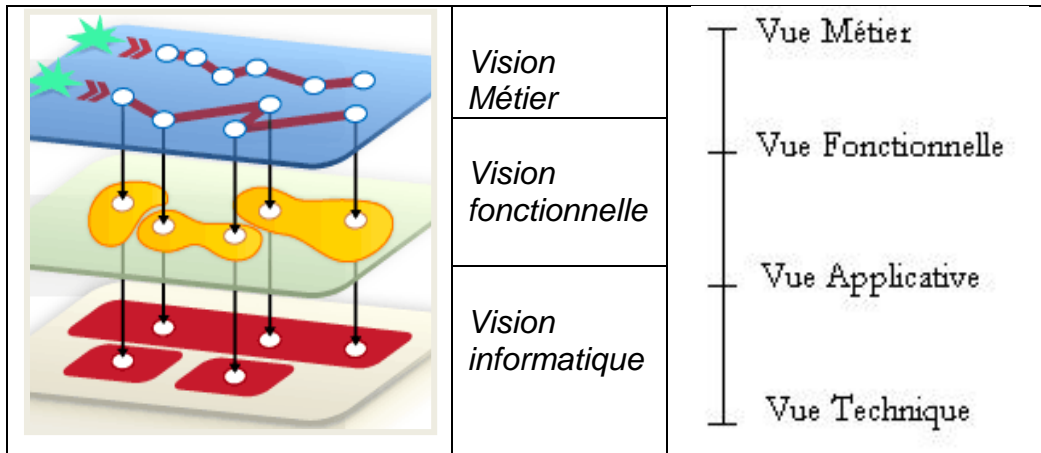 Vision
Métier
Vision
fonctionnelle
Vision
informatique
Vue Métier
Vue Fonctionnelle
Vue Applicative
Vue Technique